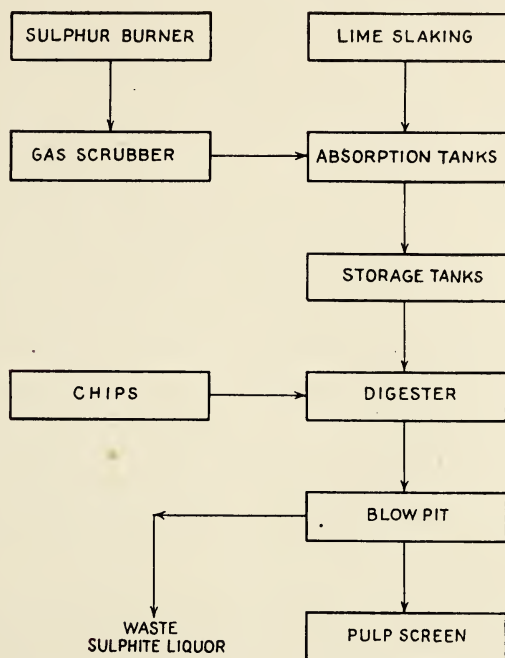 SULPHUR BURNER
LIME SLAKING
GAS SCRUBBER
ABSORPTION TANKS
STORAGE TANKS
CHIPS
DIGESTER
BLOW PIT
WASTE
SULPHITE LIQUOR
PULP SCREEN